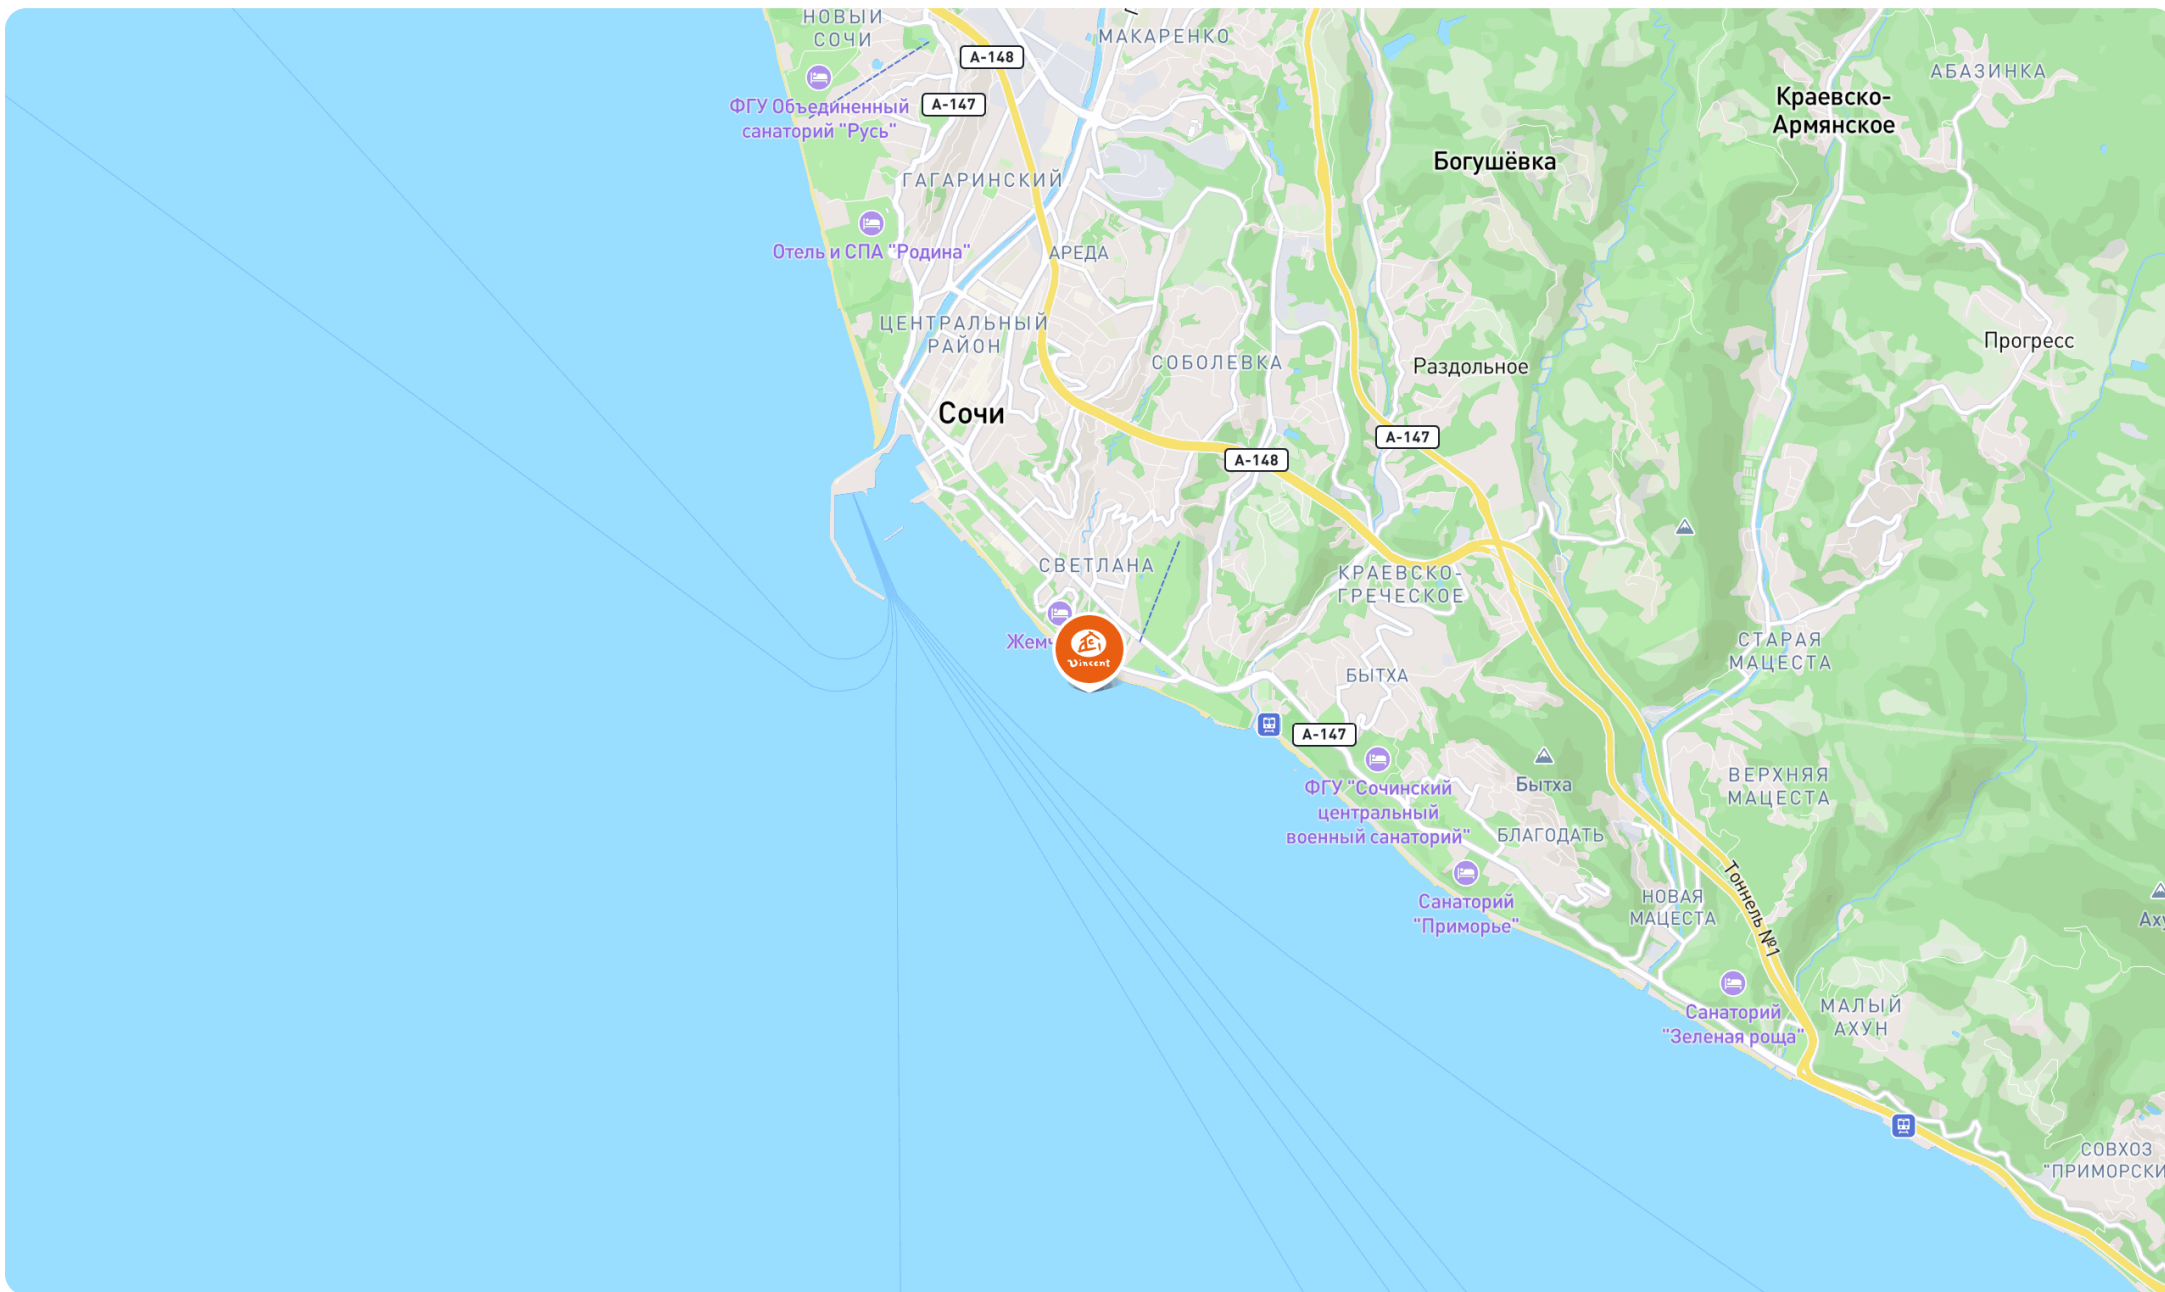 НОВЫЙ
СОЧИ
МАКАРЕНКО
А-148
АБАЗИНКА
ФГУ Объединенный
санаторий "Русь"
А-147
Краевско-
Армянское
Богушёвка
ГАГАРИНСКИЙ
Отель и СПА "Родина"
АРЕДА
ЦЕНТРАЛЬНЫЙ
РАЙОН
Прогресс
СОБОЛЕВКА
Раздольное
Сочи
А-147
А-148
СВЕТЛАНА
КРАЕВСКО-
ГРЕЧЕСКОЕ
Жемч
Vincent
СТАРАЯ
МАЦЕСТА
БЫТХА
А-147
ФГУ "Сочинский
центральный
военный санаторий"
Бытха
ВЕРХНЯЯ
МАЦЕСТА
БЛАГОДАТЬ
Санаторий
"Приморье"
НОВАЯ
МАЦЕСТА
Тоннель №1
Аху
Санаторий
"Зеленая роща"
МАЛЫЙ
АХУН
СОВХОЗ
"ПРИМОРСКИ